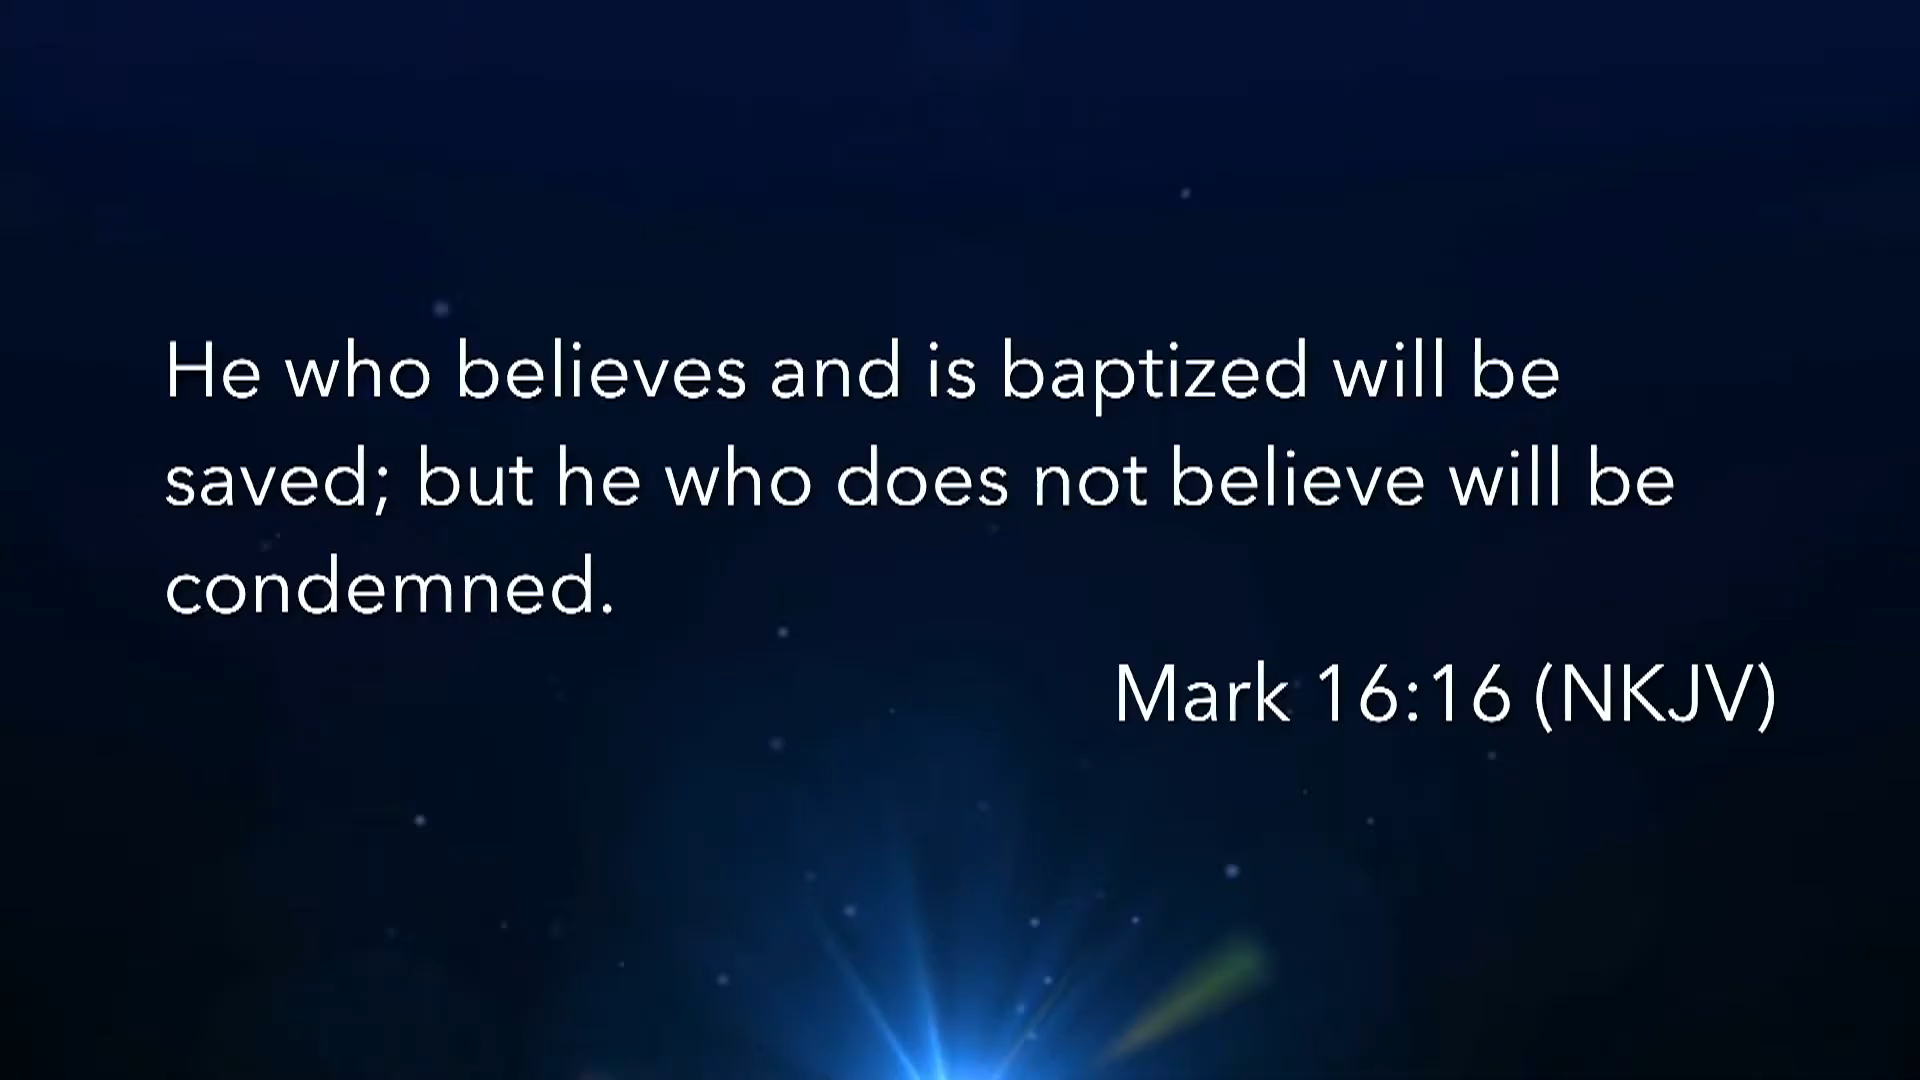 He who believes and is baptized will be
saved; but he who does not believe will be
condemned.
Mark 16:16 (NKJV)